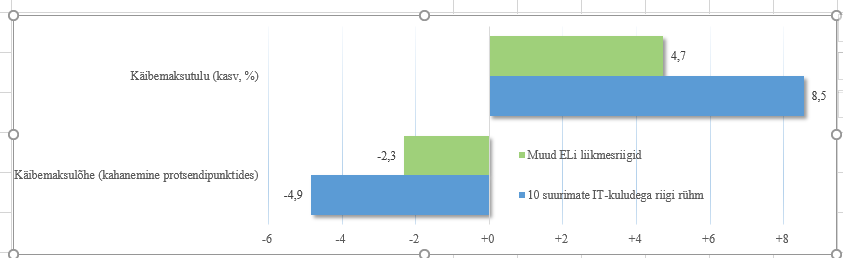 4,7
Käibemaksutulu (kasv, %)
8,5
-2,3
Muud ELi liikmesriigid
Käibemaksulõhe (kahanemine protsendipunktides)
-4,9
10 suurimate IT-kuludega riigi rühm
-6 -4 -2 +0 +2 +4 +6 +8